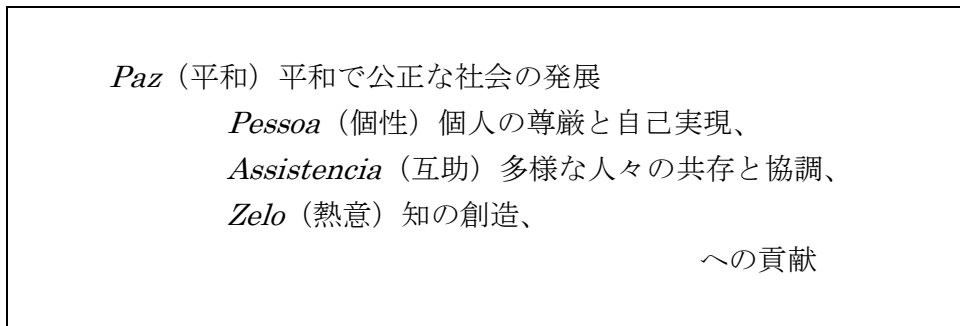 Paz（平和）平和で公正な社会の発展
Pessoa（個性）個人の尊厳と自己実現、
Assistencia（互助）多様な人々の共存と協調、
Zelo（熱意）知の創造、
への貢献